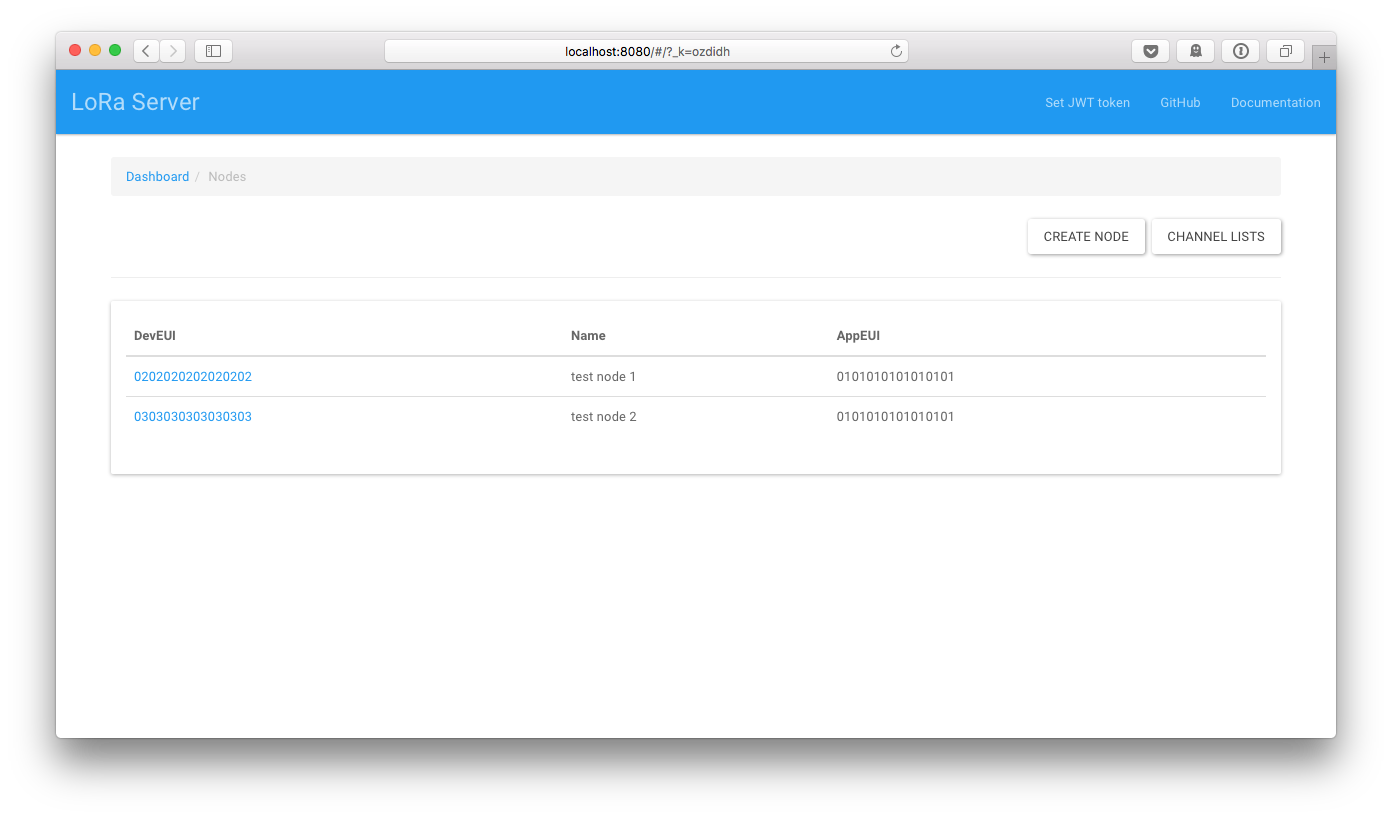 localhost:8080/#/?_k=ozdidh
LoRa Server Set JWT token GitHub Documentation
Dashboard / Nodes
CREATE NODE CHANNEL LISTS
DevEUI Name AppEUI
0202020202020202 test node 1 0101010101010101
0303030303030303 test node 2 0101010101010101